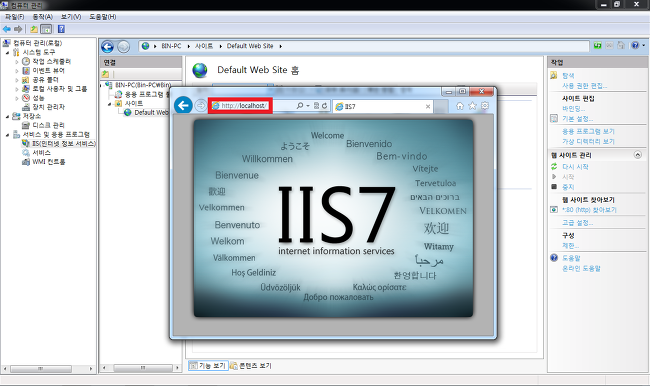 컴퓨터 관리
파일(F) 동작(A) 보기(V) 도움말(H)
컴퓨터 관리(로컬)
시스템 도구
작업 스케줄러
이벤트 뷰어
공유 폴더
로컬 사용자 및 그룹
성능
장치 관리자
저장소
디스크 관리
서비스 및 응용 프로그램
IIS(인터넷 정보 서비스)
서비스
WMI 컨트롤
BIN-PC 사이트 Default Web Site
연결
BIN-PC(Bin-PC\Bin)
응용 프로그램 풀
사이트
Default Web
Default Web Site 홈
http://localhost
IIS7
Welcome
ようこそ
Bienvenido
Willkommen
Bem-vindo
Bienvenue
Vítejte
歡迎
Tervetuloa
Velkommen
ברוכים הבאים
VELKOMEN
Benvenuto
欢迎
Welkom
Witamy
Välkommen
مرحباً
Hoş Geldiniz
환영합니다
Üdvözöljük
Καλώς ορίσατε
Добро пожаловать
IIS7
internet information services
기능 보기 콘텐츠 보기
작업
탐색
사용 권한 편집...
사이트 편집
바인딩...
기본 설정...
응용 프로그램 보기
가상 디렉터리 보기
웹 사이트 관리
다시 시작
시작
중지
웹 사이트 찾아보기
*:80 (http) 찾아보기
고급 설정...
구성
제한...
도움말
온라인 도움말